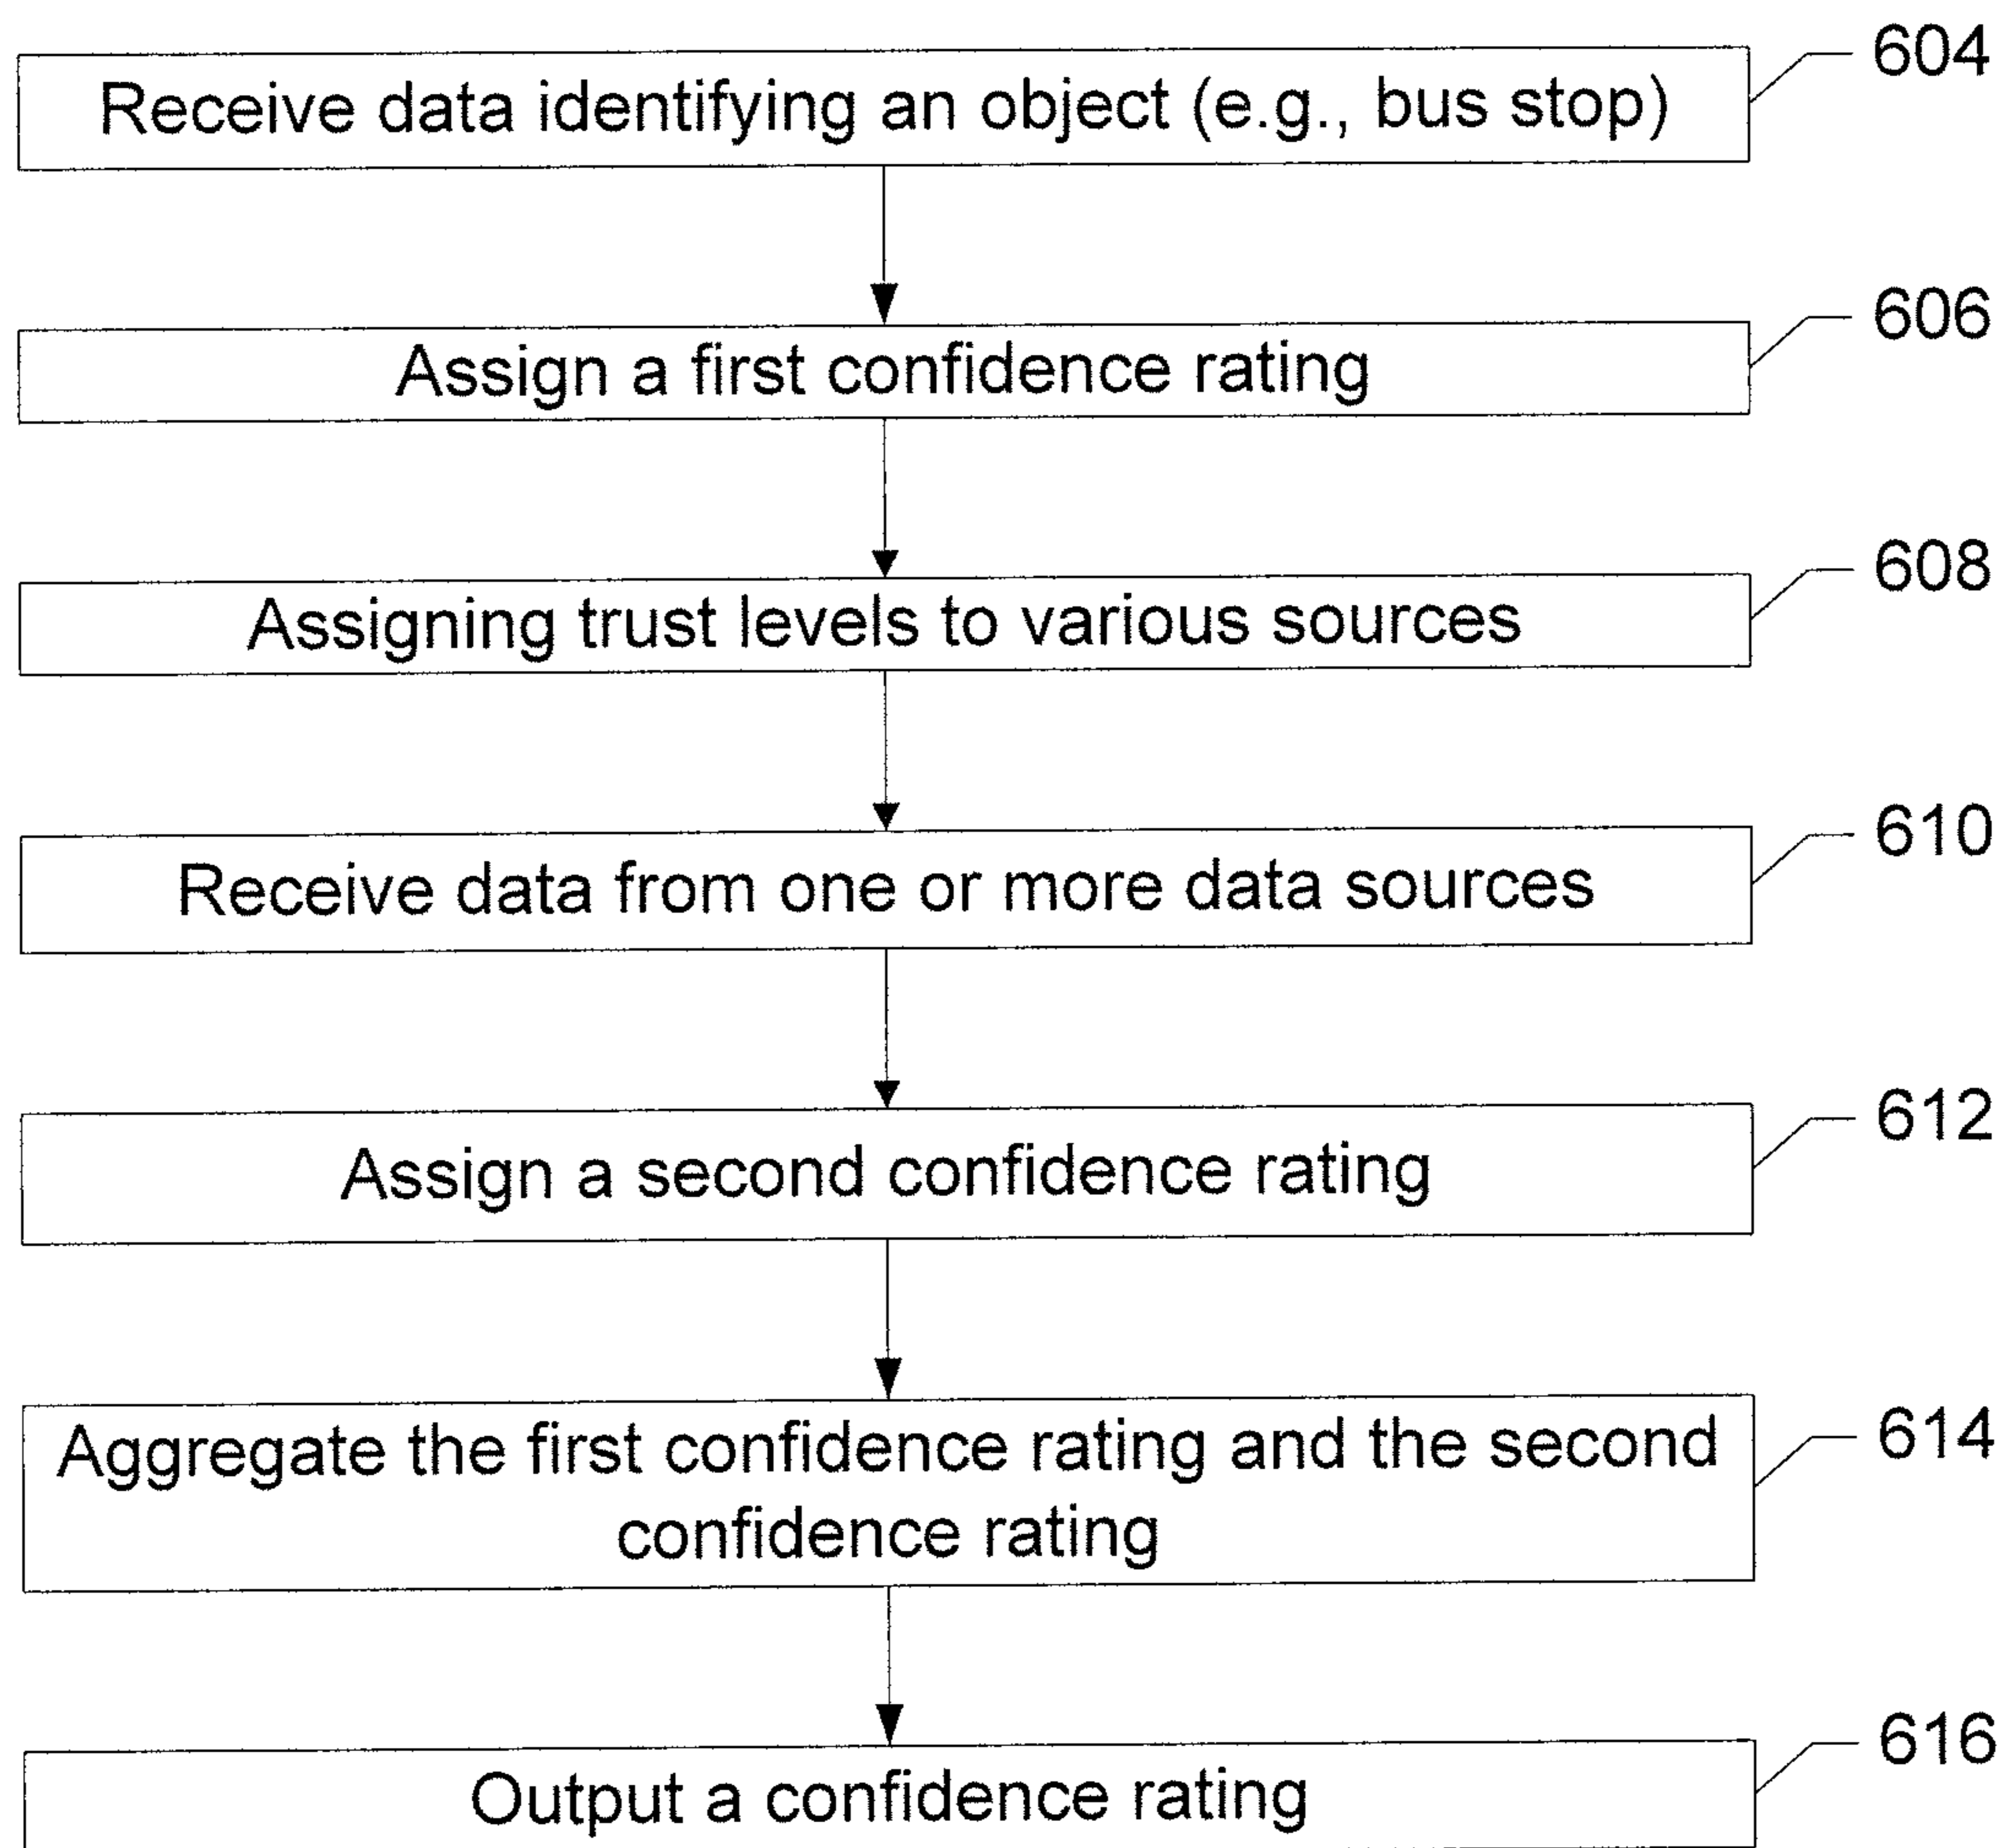 604
Receive data identifying an object (e.g., bus stop)
606
Assign a first confidence rating
608
Assigning trust levels to various sources
610
Receive data from one or more data sources
612
Assign a second confidence rating
614
Aggregate the first confidence rating and the second
confidence rating
616
Output a confidence rating